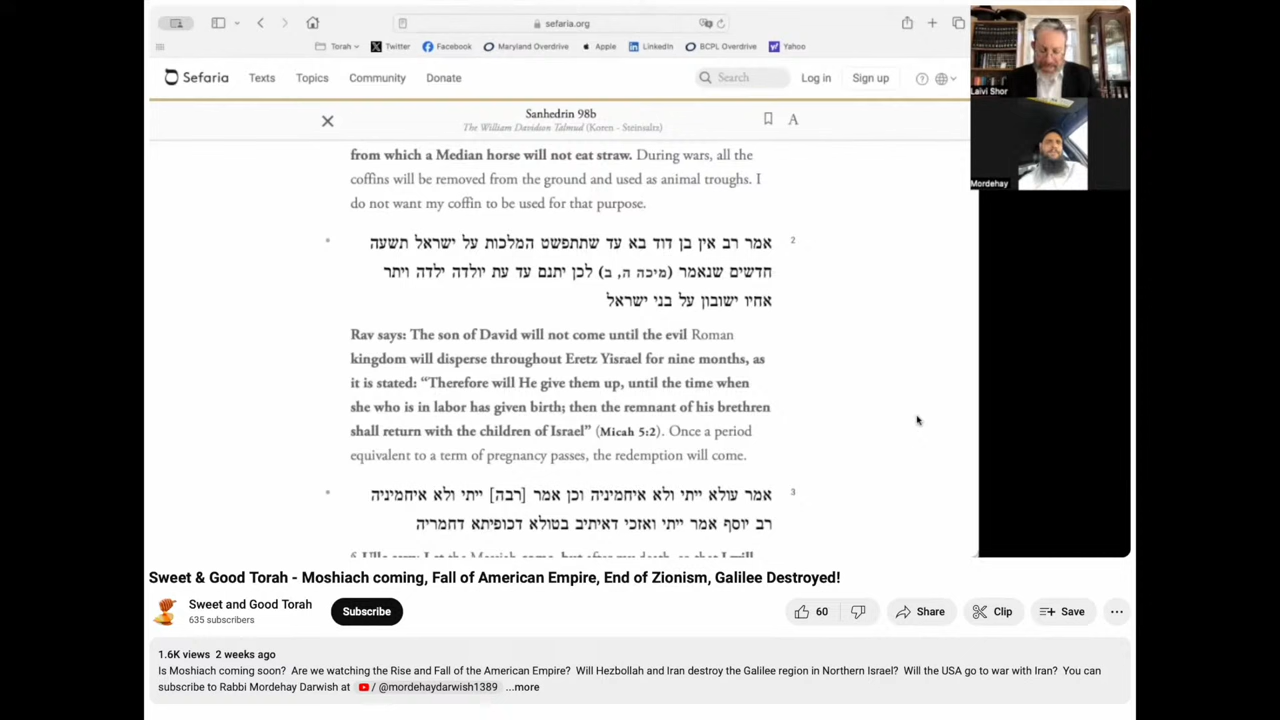 sefaria.org
Torah
Twitter
Facebook
Maryland Overdrive
Apple
LinkedIn
BCPL Overdrive
Yahoo
Laivi Shor
Sefaria
Texts
Topics
Community
Donate
Search
Log in
Sign up
Sanhedrin 98b
The William Davidson Talmud (Koren - Steinsaltz)
A
Mordehay
from which a Median horse will not eat straw. During wars, all the
coffins will be removed from the ground and used as animal troughs. I
do not want my coffin to be used for that purpose.
2
אמר רב אין בן דוד בא עד שתתפשט המלכות על ישראל תשעה
חדשים שנאמר (מיכה ה, ב) לכן יתנם עד עת יולדה ילדה ויתר
אחיו ישובון על בני ישראל
Rav says: The son of David will not come until the evil Roman
kingdom will disperse throughout Eretz Yisrael for nine months, as
it is stated: “Therefore will He give them up, until the time when
she who is in labor has given birth; then the remnant of his brethren
shall return with the children of Israel” (Micah 5:2). Once a period
equivalent to a term of pregnancy passes, the redemption will come.
3
אמר עולא ייתי ולא איחמיניה וכן אמר [רבה] ייתי ולא איחמיניה
רב יוסף אמר ייתי ואזכי דאיתיב בטולא דכופיתא דחמריה
Ulla says: Let the Messiah come, but after my death, so that I will
Sweet & Good Torah - Moshiach coming, Fall of American Empire, End of Zionism, Galilee Destroyed!
Sweet and Good Torah
635 subscribers
Subscribe
60
Share
Clip
Save
1.6K views 2 weeks ago
Is Moshiach coming soon? Are we watching the Rise and Fall of the American Empire? Will Hezbollah and Iran destroy the Galilee region in Northern Israel? Will the USA go to war with Iran? You can
subscribe to Rabbi Mordehay Darwish at / @mordehaydarwish1389 ...more